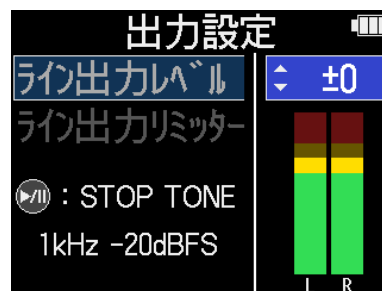 出力設定
ライン出力レベル
±0
ライン出力リミッター
: STOP TONE
1kHz -20dBFS
L R